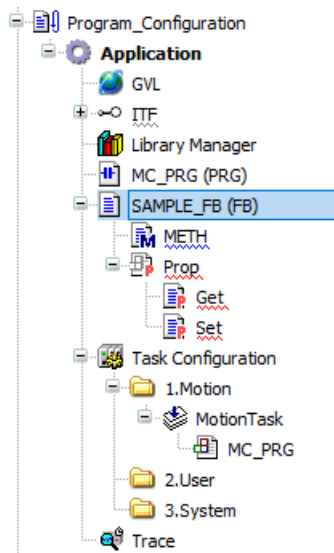 Program_Configuration
Application
GVL
ITF
Library Manager
MC_PRG (PRG)
SAMPLE_FB (FB)
METH
Prop
Get
Set
Task Configuration
1.Motion
MotionTask
MC_PRG
2.User
3.System
Trace